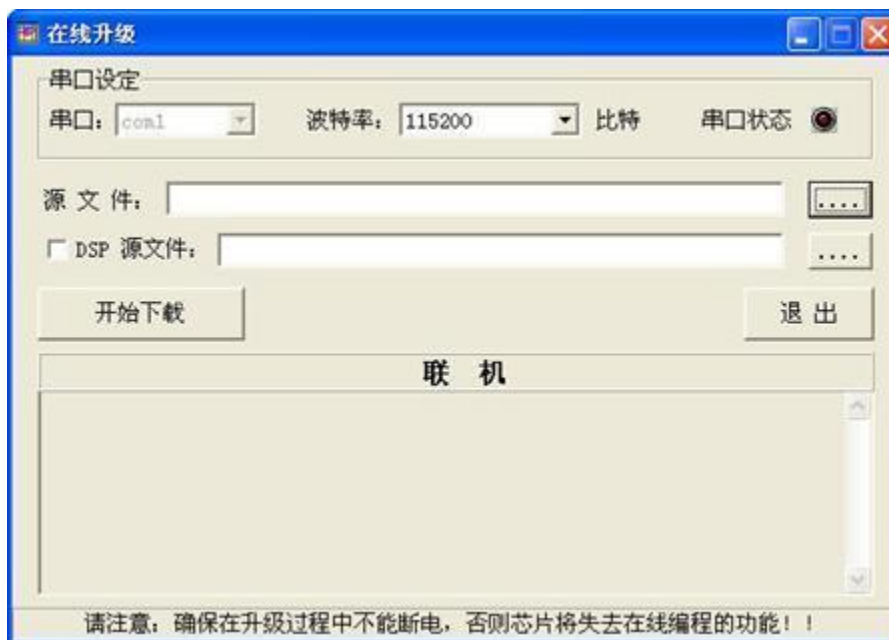 在线升级
串口设定
串口： com1 波特率： 115200 比特 串口状态
源 文 件： ....
DSP 源文件： ....
开始下载 退 出
联 机
请注意：确保在升级过程中不能断电，否则芯片将失去在线编程的功能！！